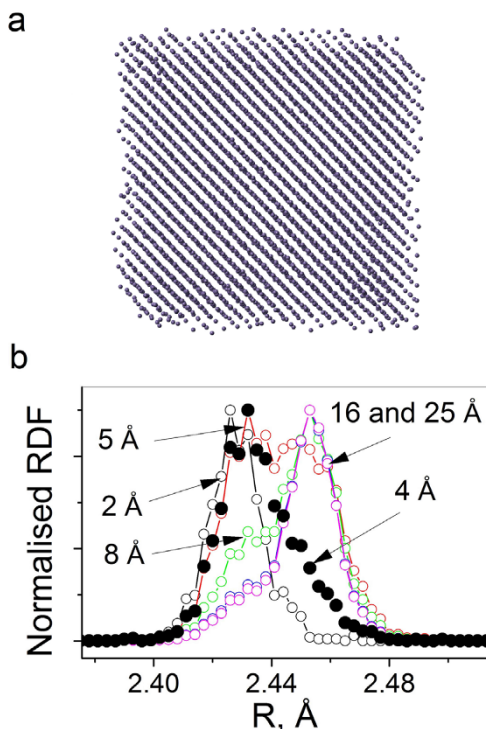 a
b
Normalised RDF
5 Å
16 and 25 Å
2 Å
4 Å
8 Å
2.40 2.44 2.48
R, Å